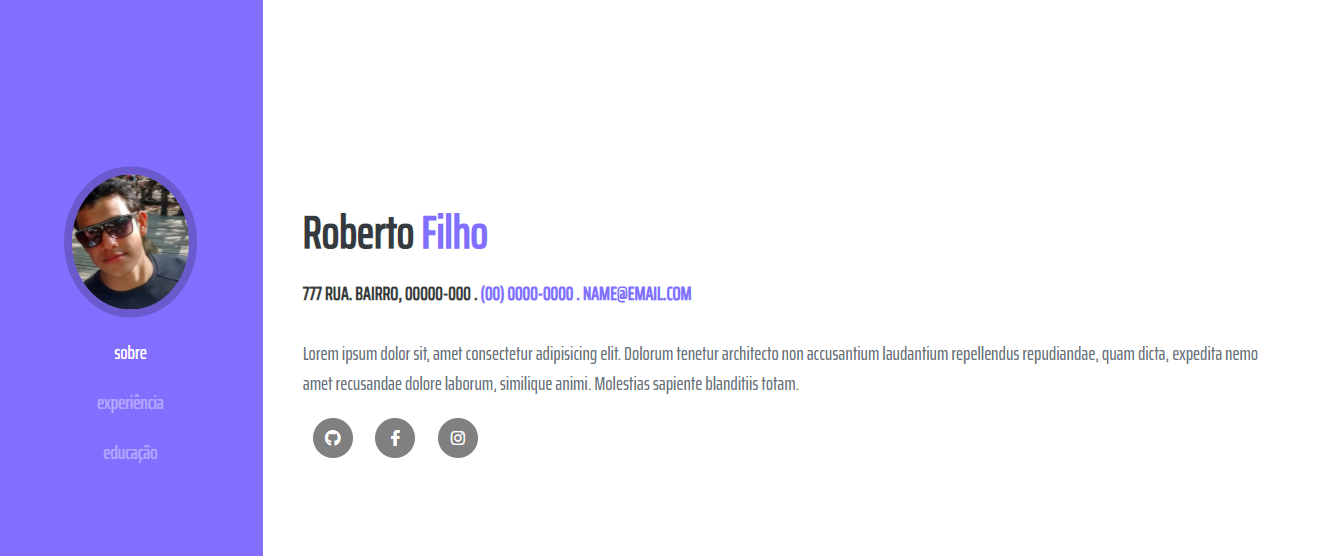 sobre
experiência
educação
Roberto Filho
777 RUA. BAIRRO, 00000-000 . (00) 0000-0000 . NAME@EMAIL.COM
Lorem ipsum dolor sit, amet consectetur adipisicing elit. Dolorum tenetur architecto non accusantium laudantium repellendus repudiandae, quam dicta, expedita nemo
amet recusandae dolore laborum, similique animi. Molestias sapiente blanditiis totam.